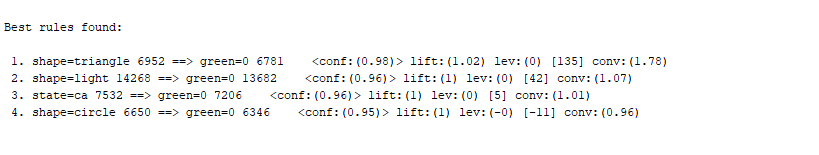 Best rules found:
1. shape=triangle 6952 ==> green=0 6781 <conf:(0.98)> lift:(1.02) lev:(0) [135] conv:(1.78)
2. shape=light 14268 ==> green=0 13682 <conf:(0.96)> lift:(1) lev:(0) [42] conv:(1.07)
3. state=ca 7532 ==> green=0 7206 <conf:(0.96)> lift:(1) lev:(0) [5] conv:(1.01)
4. shape=circle 6650 ==> green=0 6346 <conf:(0.95)> lift:(1) lev:(-0) [-11] conv:(0.96)